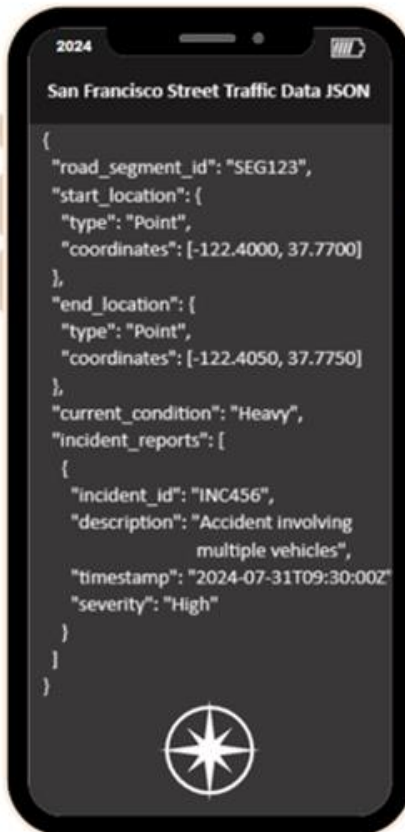 2024
San Francisco Street Traffic Data JSON
{
"road_segment_id": "SEG123",
"start_location": {
"type": "Point",
"coordinates": [-122.4000, 37.7700]
},
"end_location": {
"type": "Point",
"coordinates": [-122.4050, 37.7750]
},
"current_condition": "Heavy",
"incident_reports": [
{
"incident_id": "INC456",
"description": "Accident involving
multiple vehicles",
"timestamp": "2024-07-31T09:30:00Z"
"severity": "High"
}
]
}